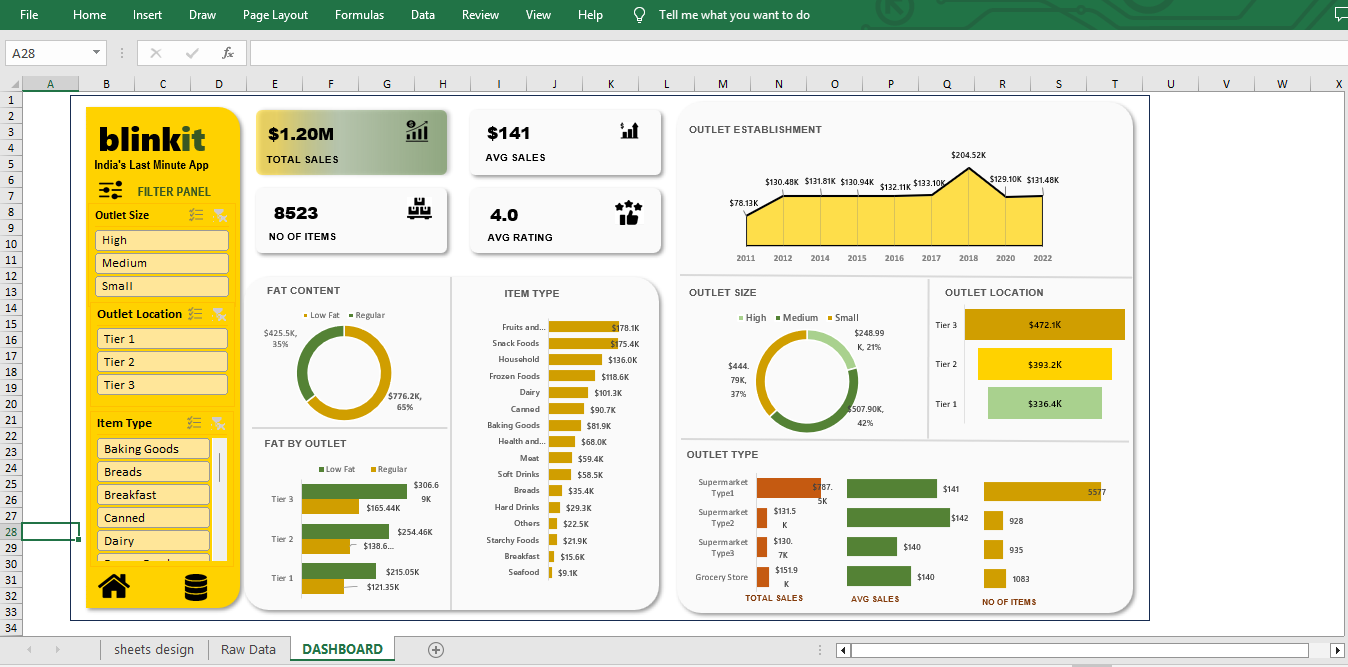 File Home Insert Draw Page Layout Formulas Data Review View Help Tell me what you want to do
A28 fx
A B C D E F G H I J K L M N O P Q R S T U V W X
1
2
3
4
5
6
7
8
9
10
11
12
13
14
15
16
17
18
19
20
21
22
23
24
25
26
27
28
29
30
31
32
33
34
blinkit
India's Last Minute App
FILTER PANEL
Outlet Size
High
Medium
Small
Outlet Location
Tier 1
Tier 2
Tier 3
Item Type
Baking Goods
Breads
Breakfast
Canned
Dairy
$1.20M
TOTAL SALES
$141
AVG SALES
8523
NO OF ITEMS
4.0
AVG RATING
FAT CONTENT
Low Fat Regular
$425.5K,
35%
$776.2K,
65%
FAT BY OUTLET
Low Fat Regular
Tier 3 $306.6
9K
$165.44K
Tier 2 $254.46K
$138.6...
Tier 1 $215.05K
$121.35K
ITEM TYPE
Fruits and... $178.1K
Snack Foods $175.4K
Household $136.0K
Frozen Foods $118.6K
Dairy $101.3K
Canned $90.7K
Baking Goods $81.9K
Health and... $68.0K
Meat $59.4K
Soft Drinks $58.5K
Breads $35.4K
Hard Drinks $29.3K
Others $22.5K
Starchy Foods $21.9K
Breakfast $15.6K
Seafood $9.1K
OUTLET ESTABLISHMENT
$78.13K $130.48K $131.81K $130.94K $132.11K $133.10K $204.52K $129.10K $131.48K
2011 2012 2014 2015 2016 2017 2018 2020 2022
OUTLET SIZE
High Medium Small
$248.99
K, 21%
$444.
79K,
37%
$507.90K,
42%
OUTLET LOCATION
Tier 3 $472.1K
Tier 2 $393.2K
Tier 1 $336.4K
OUTLET TYPE
Supermarket
Type1
$787.
5K
$141
5577
Supermarket
Type2
$131.5
K
$142
928
Supermarket
Type3
$130.
7K
$140
935
Grocery Store
$151.9
K
$140
1083
TOTAL SALES AVG SALES NO OF ITEMS
sheets design Raw Data DASHBOARD